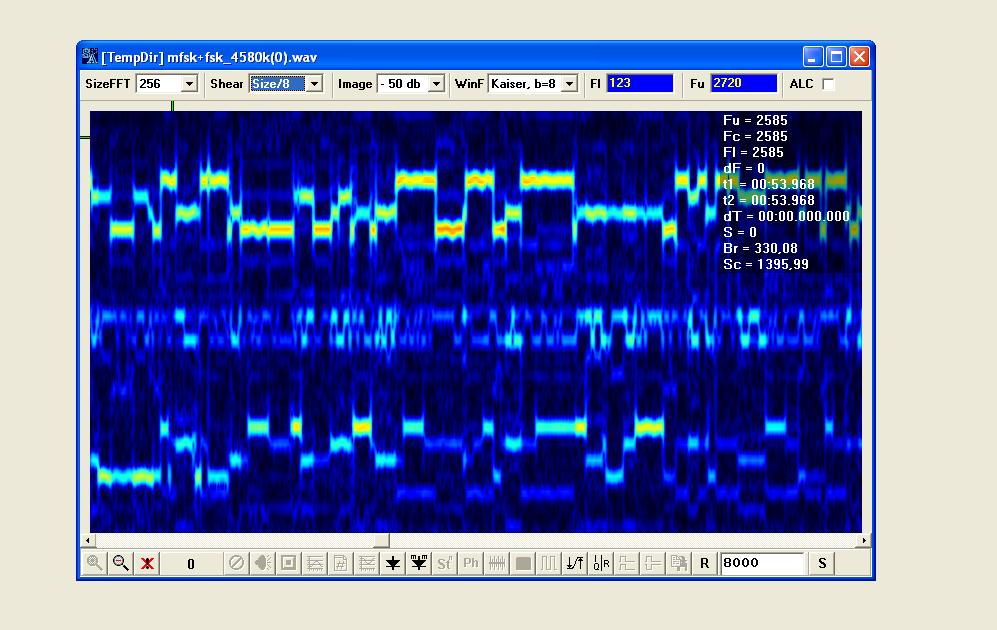 [TempDir] mfsk+fsk_4580k(0).wav
SizeFFT 256 Shear Size/8 Image - 50 db WinF Kaiser, b=8 Fl 123 Fu 2720 ALC
Fu = 2585
Fc = 2585
Fl = 2585
dF = 0
t1 = 00:53.968
t2 = 00:53.968
dT = 00:00.000.000
S = 0
Br = 330,08
Sc = 1395,99
0 St Ph R 8000 S